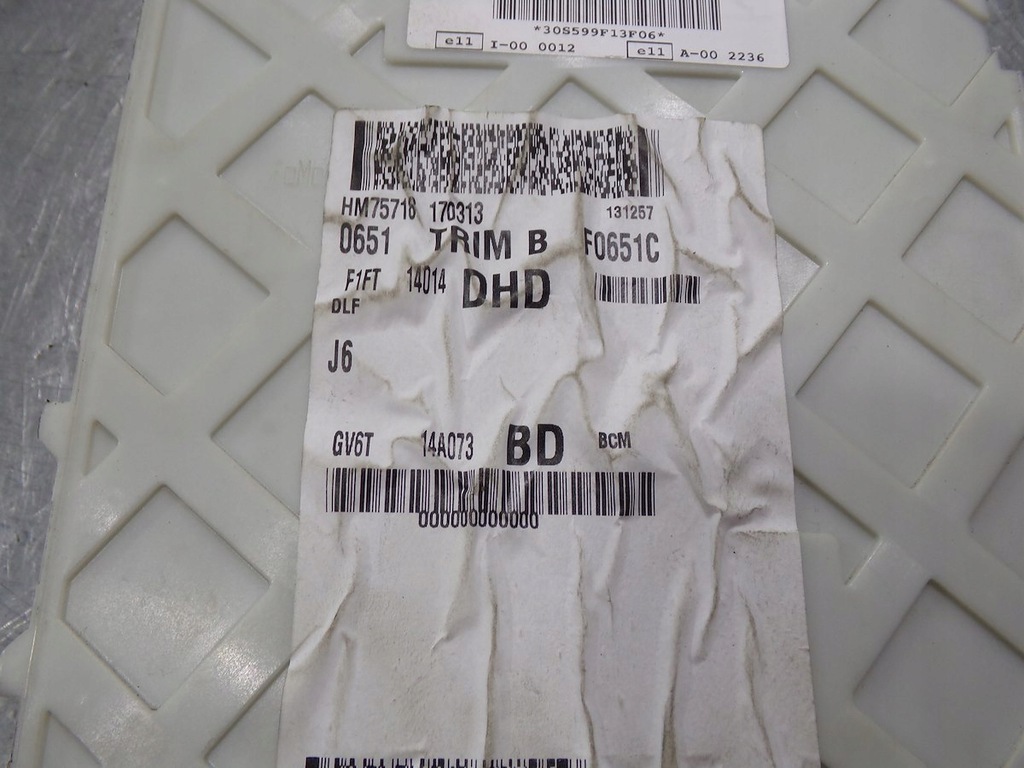 *30S599F13F06*
e11 I-00 0012 e11 A-00 2236
HM75718 170313 131257
0651 TRIM B F0651C
F1FT 14014 DHD
DLF
J6
GV6T 14A073 BD BCM
000000000000